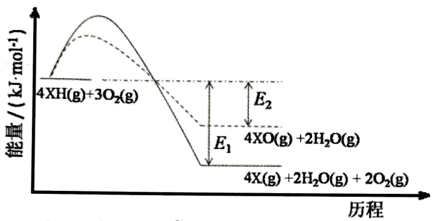 能量/(kJ·mol⁻¹)
4XH(g)+3O₂(g)
E₂
E₁
4XO(g) +2H₂O(g)
4X(g) +2H₂O(g) + 2O₂(g)
历程